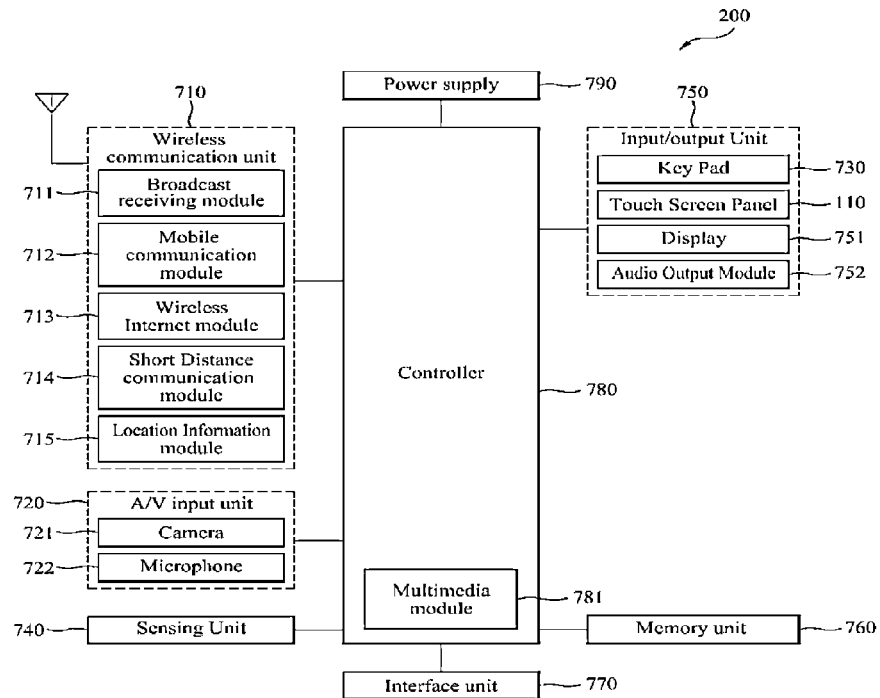 200
Power supply
790
710
Wireless
communication unit
711
Broadcast
receiving module
712
Mobile
communication
module
713
Wireless
Internet module
714
Short Distance
communication
module
715
Location Information
module
720
A/V input unit
721
Camera
722
Microphone
740
Sensing Unit
Controller
780
Multimedia
module
781
750
Input/output Unit
Key Pad
730
Touch Screen Panel
110
Display
751
Audio Output Module
752
Memory unit
760
Interface unit
770